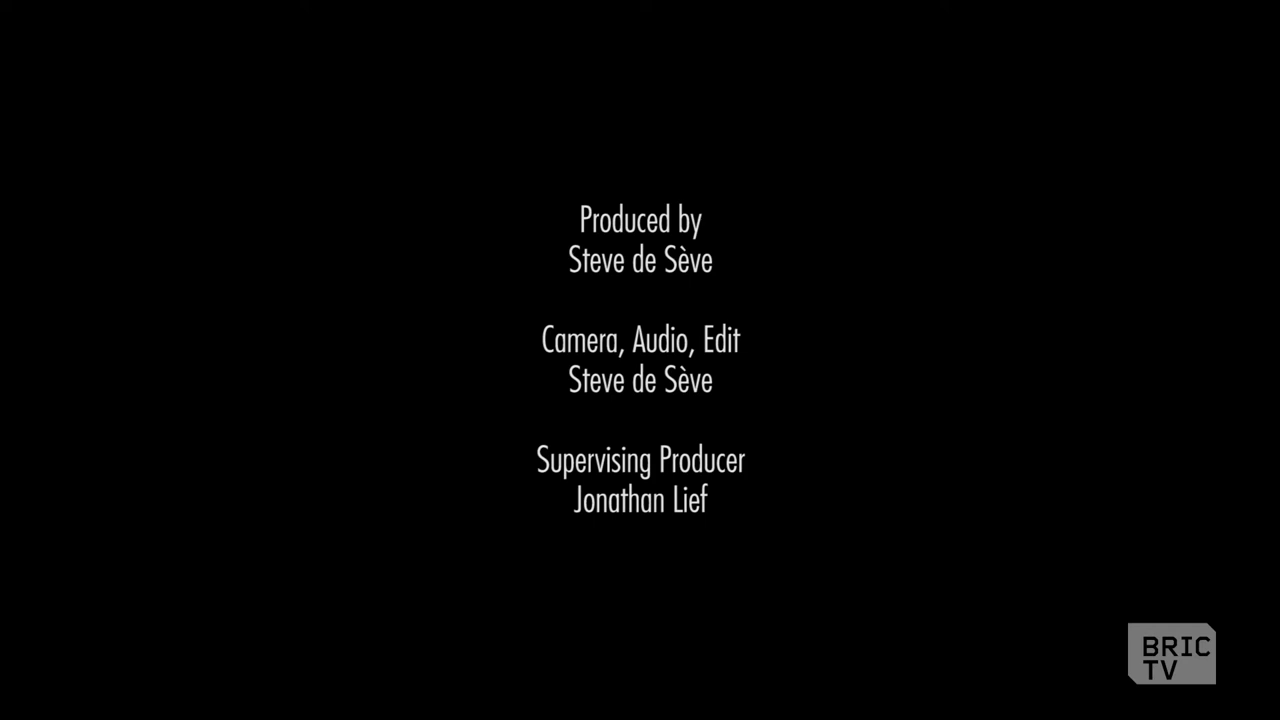 Produced by
Steve de Sève
Camera, Audio, Edit
Steve de Sève
Supervising Producer
Jonathan Lief
BRIC
TV